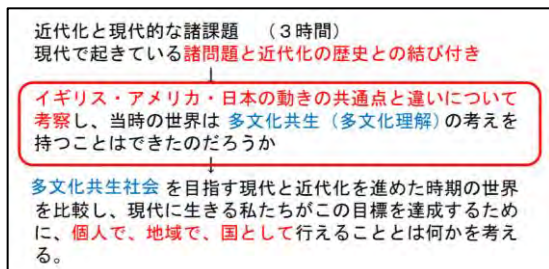 近代化と現代的な諸課題　（３時間）
現代で起きている諸問題と近代化の歴史との結び付き
↓
イギリス・アメリカ・日本の動きの共通点と違いについて
考察し、当時の世界は 多文化共生（多文化理解）の考えを
持つことはできたのだろうか
↓
多文化共生社会 を目指す現代と近代化を進めた時期の世界
を比較し、現代に生きる私たちがこの目標を達成するため
に、個人で、地域で、国として行えることとは何かを考え
る。